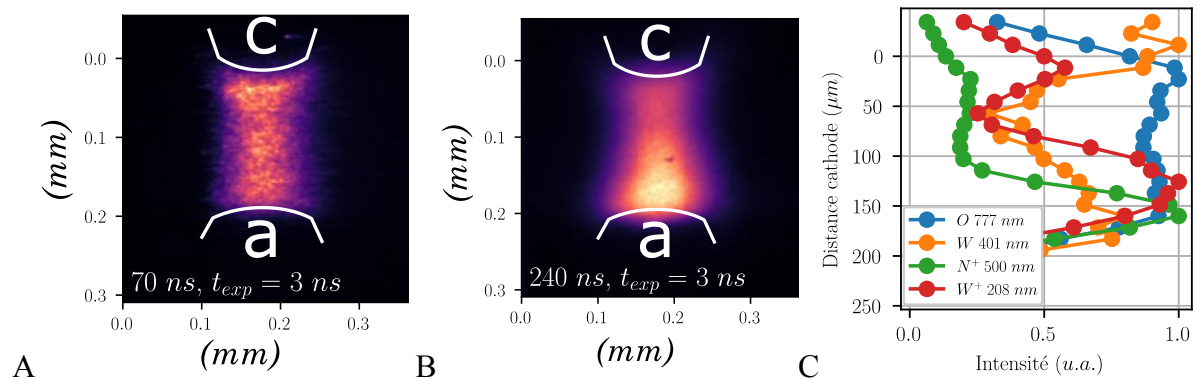 c
0.0
0.1
0.2
0.3
(mm)
a
70 ns, t_exp = 3 ns
0.0 0.1 0.2 0.3
(mm)
A
c
0.0
0.1
0.2
0.3
(mm)
a
240 ns, t_exp = 3 ns
0.0 0.1 0.2 0.3
(mm)
B
Distance cathode (μm)
0
50
100
150
200
250
O 777 nm
W 401 nm
N⁺ 500 nm
W⁺ 208 nm
0.0 0.5 1.0
Intensité (u.a.)
C